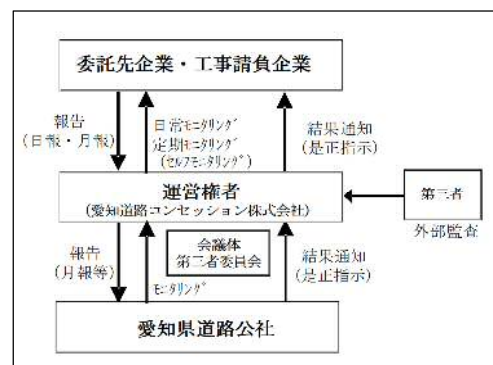 委託先企業・工事請負企業
報告
(日報・月報)
日常ﾓﾆﾀﾘﾝｸﾞ
定期ﾓﾆﾀﾘﾝｸﾞ
(ｾﾙﾌﾓﾆﾀﾘﾝｸﾞ)
結果通知
(是正指示)
運営権者
(愛知道路コンセッション株式会社)
第三者
外部監査
報告
(月報等)
会議体
第三者委員会
ﾓﾆﾀﾘﾝｸﾞ
結果通知
(是正指示)
愛知県道路公社